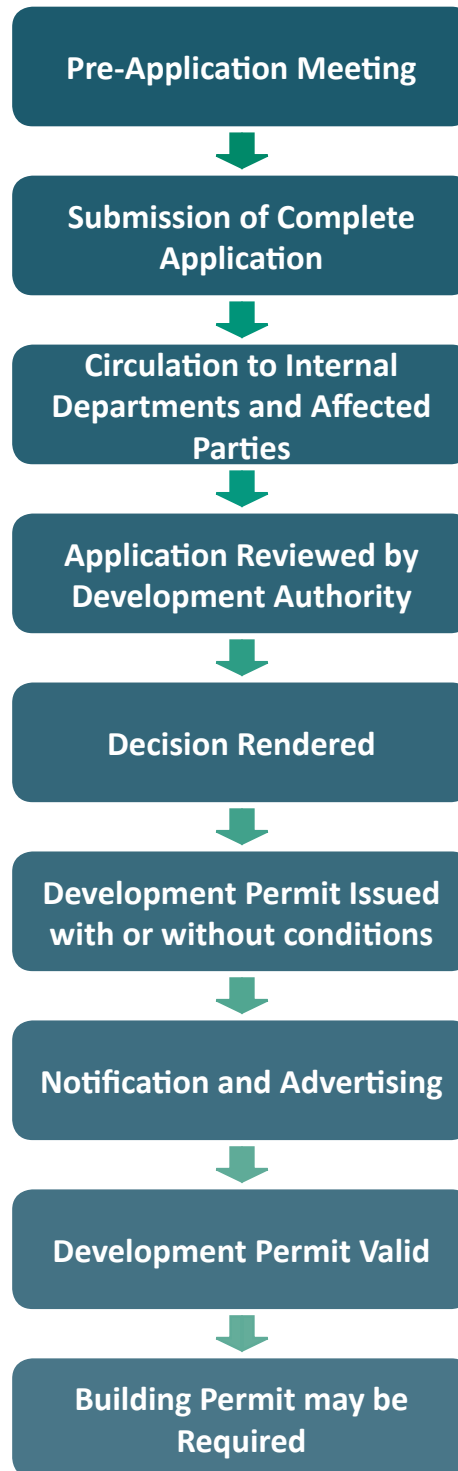 Pre-Application Meeting
Submission of Complete
Application
Circulation to Internal
Departments and Affected
Parties
Application Reviewed by
Development Authority
Decision Rendered
Development Permit Issued
with or without conditions
Notification and Advertising
Development Permit Valid
Building Permit may be
Required